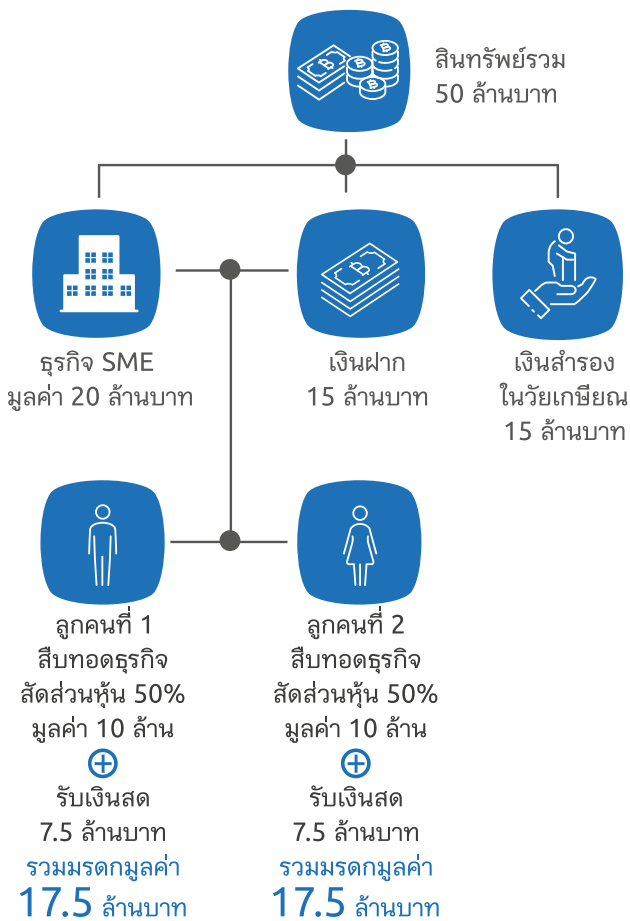 สินทรัพย์รวม
50 ล้านบาท
ธุรกิจ SME
มูลค่า 20 ล้านบาท
เงินฝาก
15 ล้านบาท
เงินสำรอง
ในวัยเกษียณ
15 ล้านบาท
ลูกคนที่ 1
สืบทอดธุรกิจ
สัดส่วนหุ้น 50%
มูลค่า 10 ล้าน
รับเงินสด
7.5 ล้านบาท
รวมมรดกมูลค่า
17.5 ล้านบาท
ลูกคนที่ 2
สืบทอดธุรกิจ
สัดส่วนหุ้น 50%
มูลค่า 10 ล้าน
รับเงินสด
7.5 ล้านบาท
รวมมรดกมูลค่า
17.5 ล้านบาท